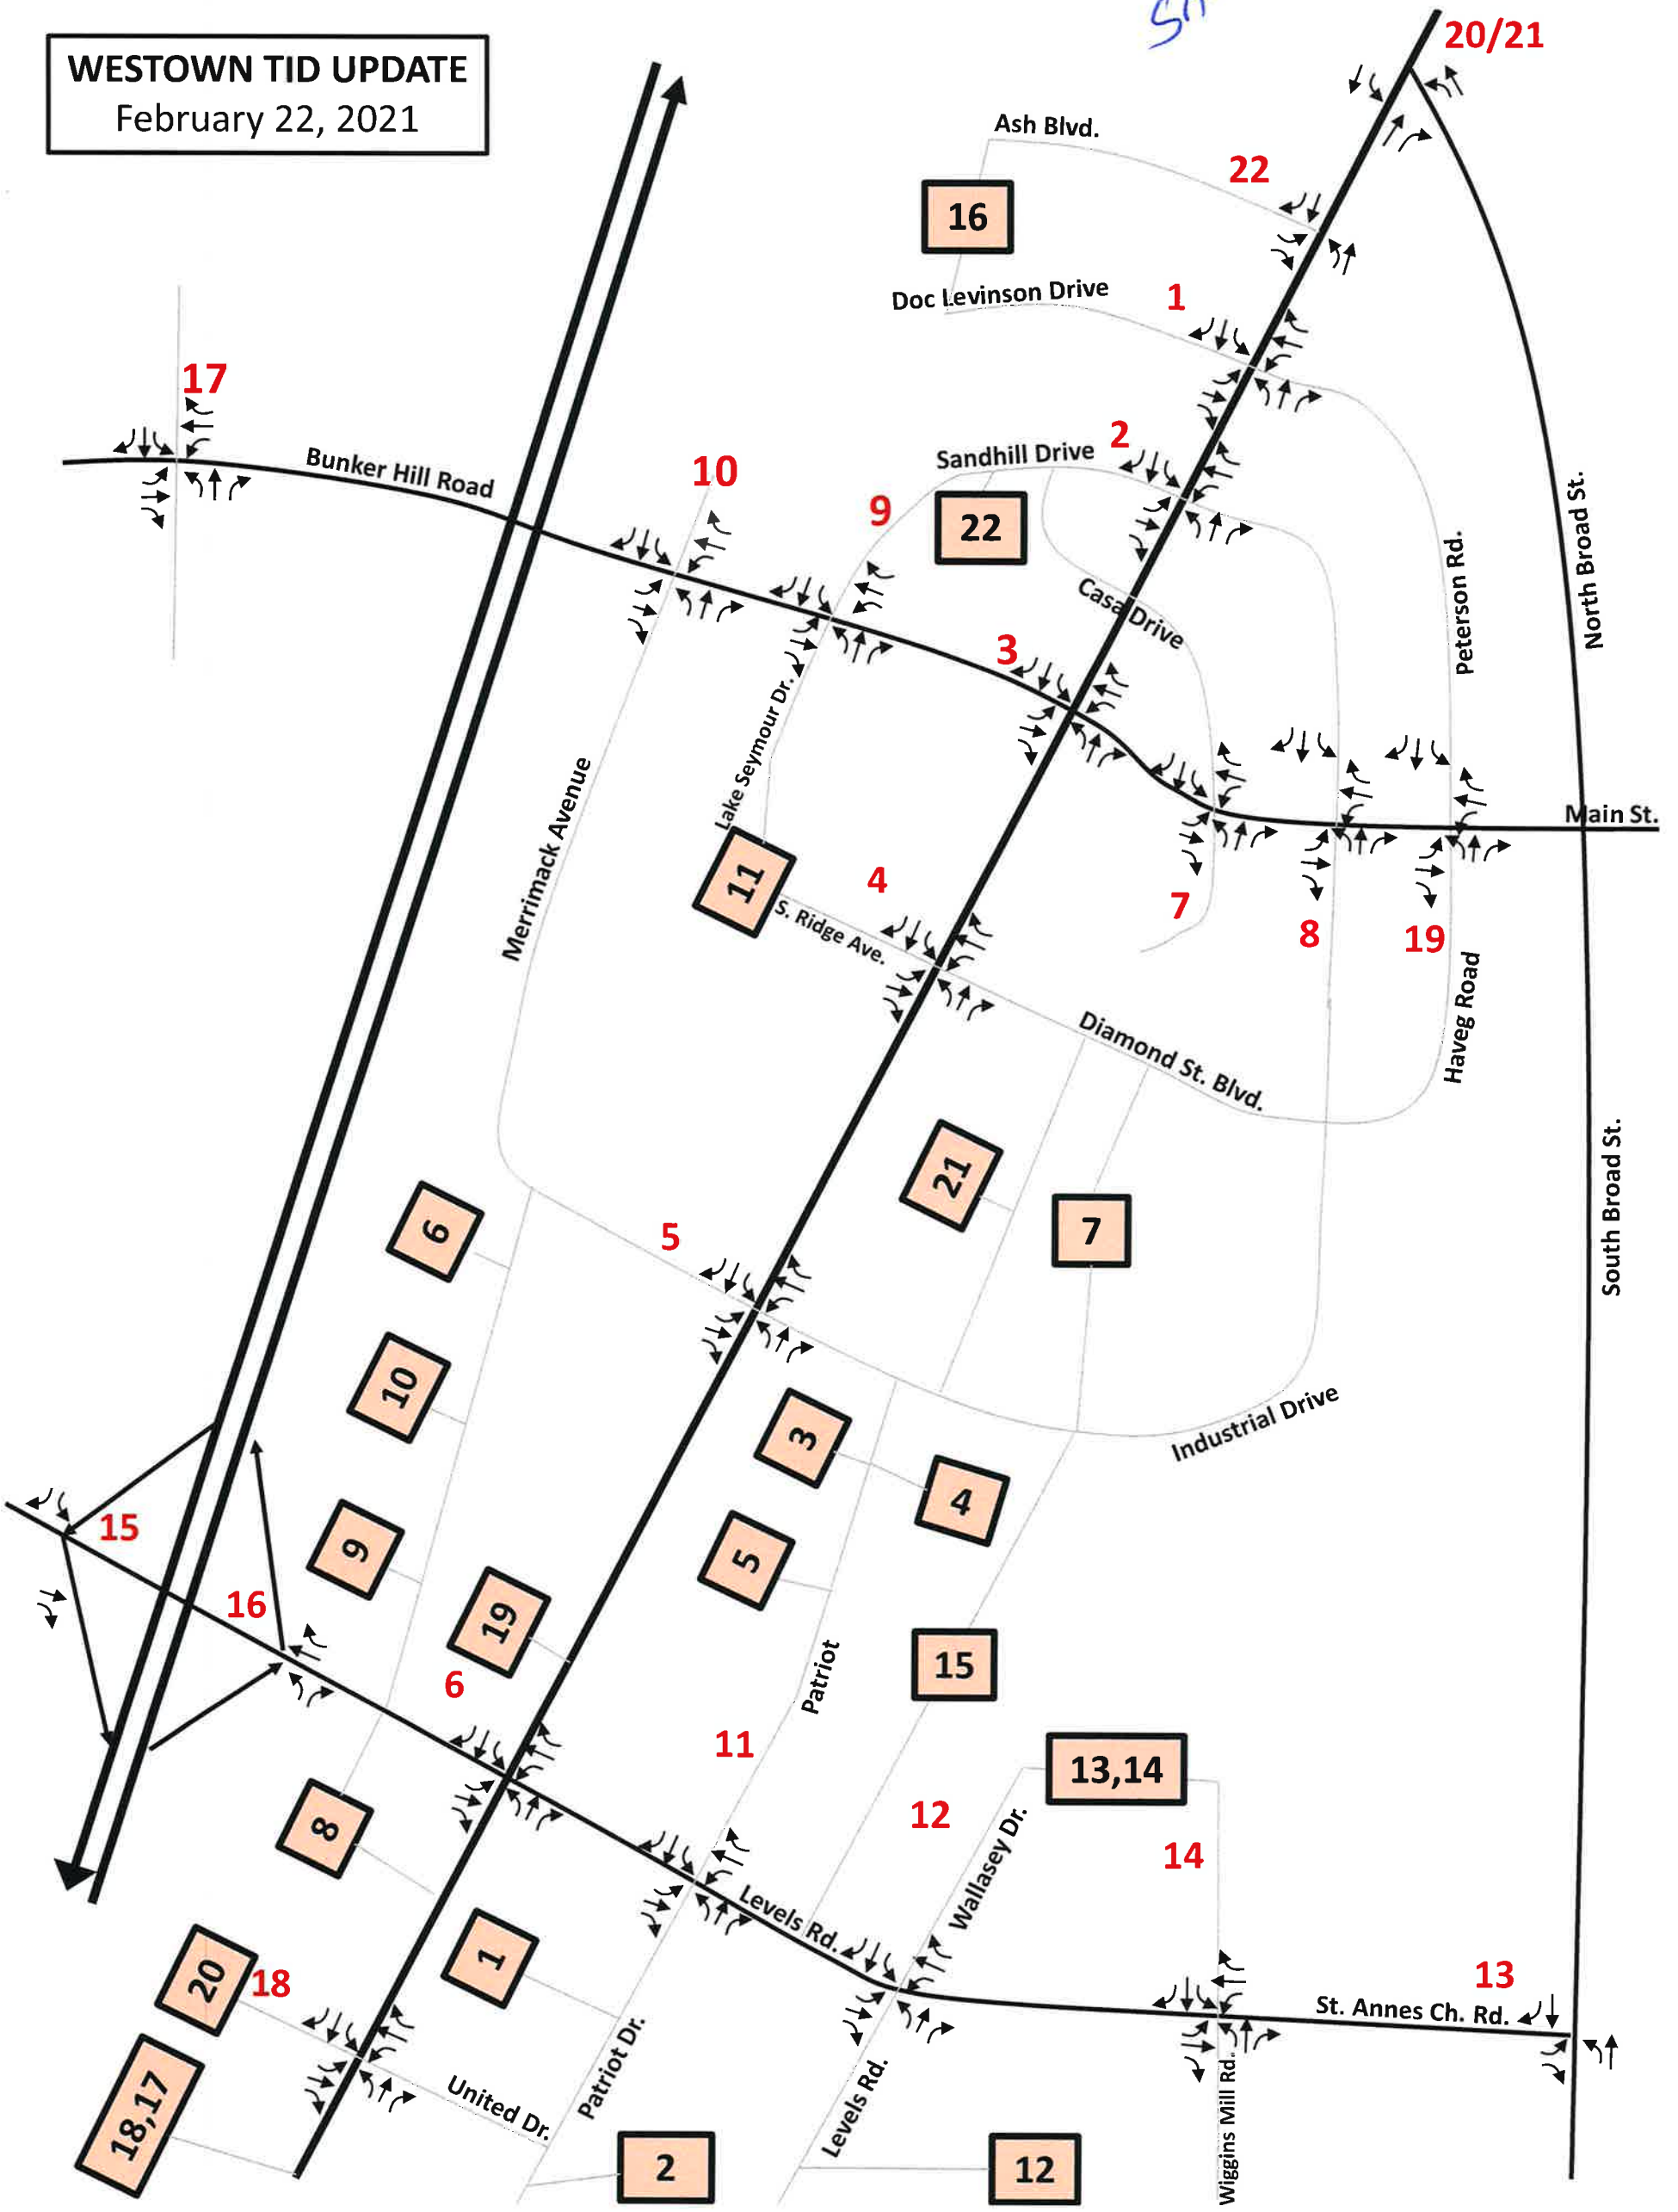 20/21
WESTOWN TID UPDATE
February 22, 2021
Ash Blvd.
22
16
Doc Levinson Drive
1
17
Bunker Hill Road
10
9
Sandhill Drive
2
22
Casa Drive
3
Peterson Rd.
North Broad St.
Main St.
Merrimack Avenue
Lake Seymour Dr.
11
4
S. Ridge Ave.
7
8
19
Haveg Road
Diamond St. Blvd.
South Broad St.
6
5
21
7
10
3
4
Industrial Drive
15
9
5
16
19
6
Patriot
15
11
13,14
12
Wallasey Dr.
14
8
Levels Rd.
1
20
18
13
St. Annes Ch. Rd.
18,17
United Dr.
Patriot Dr.
2
Levels Rd.
12
Wiggins Mill Rd.